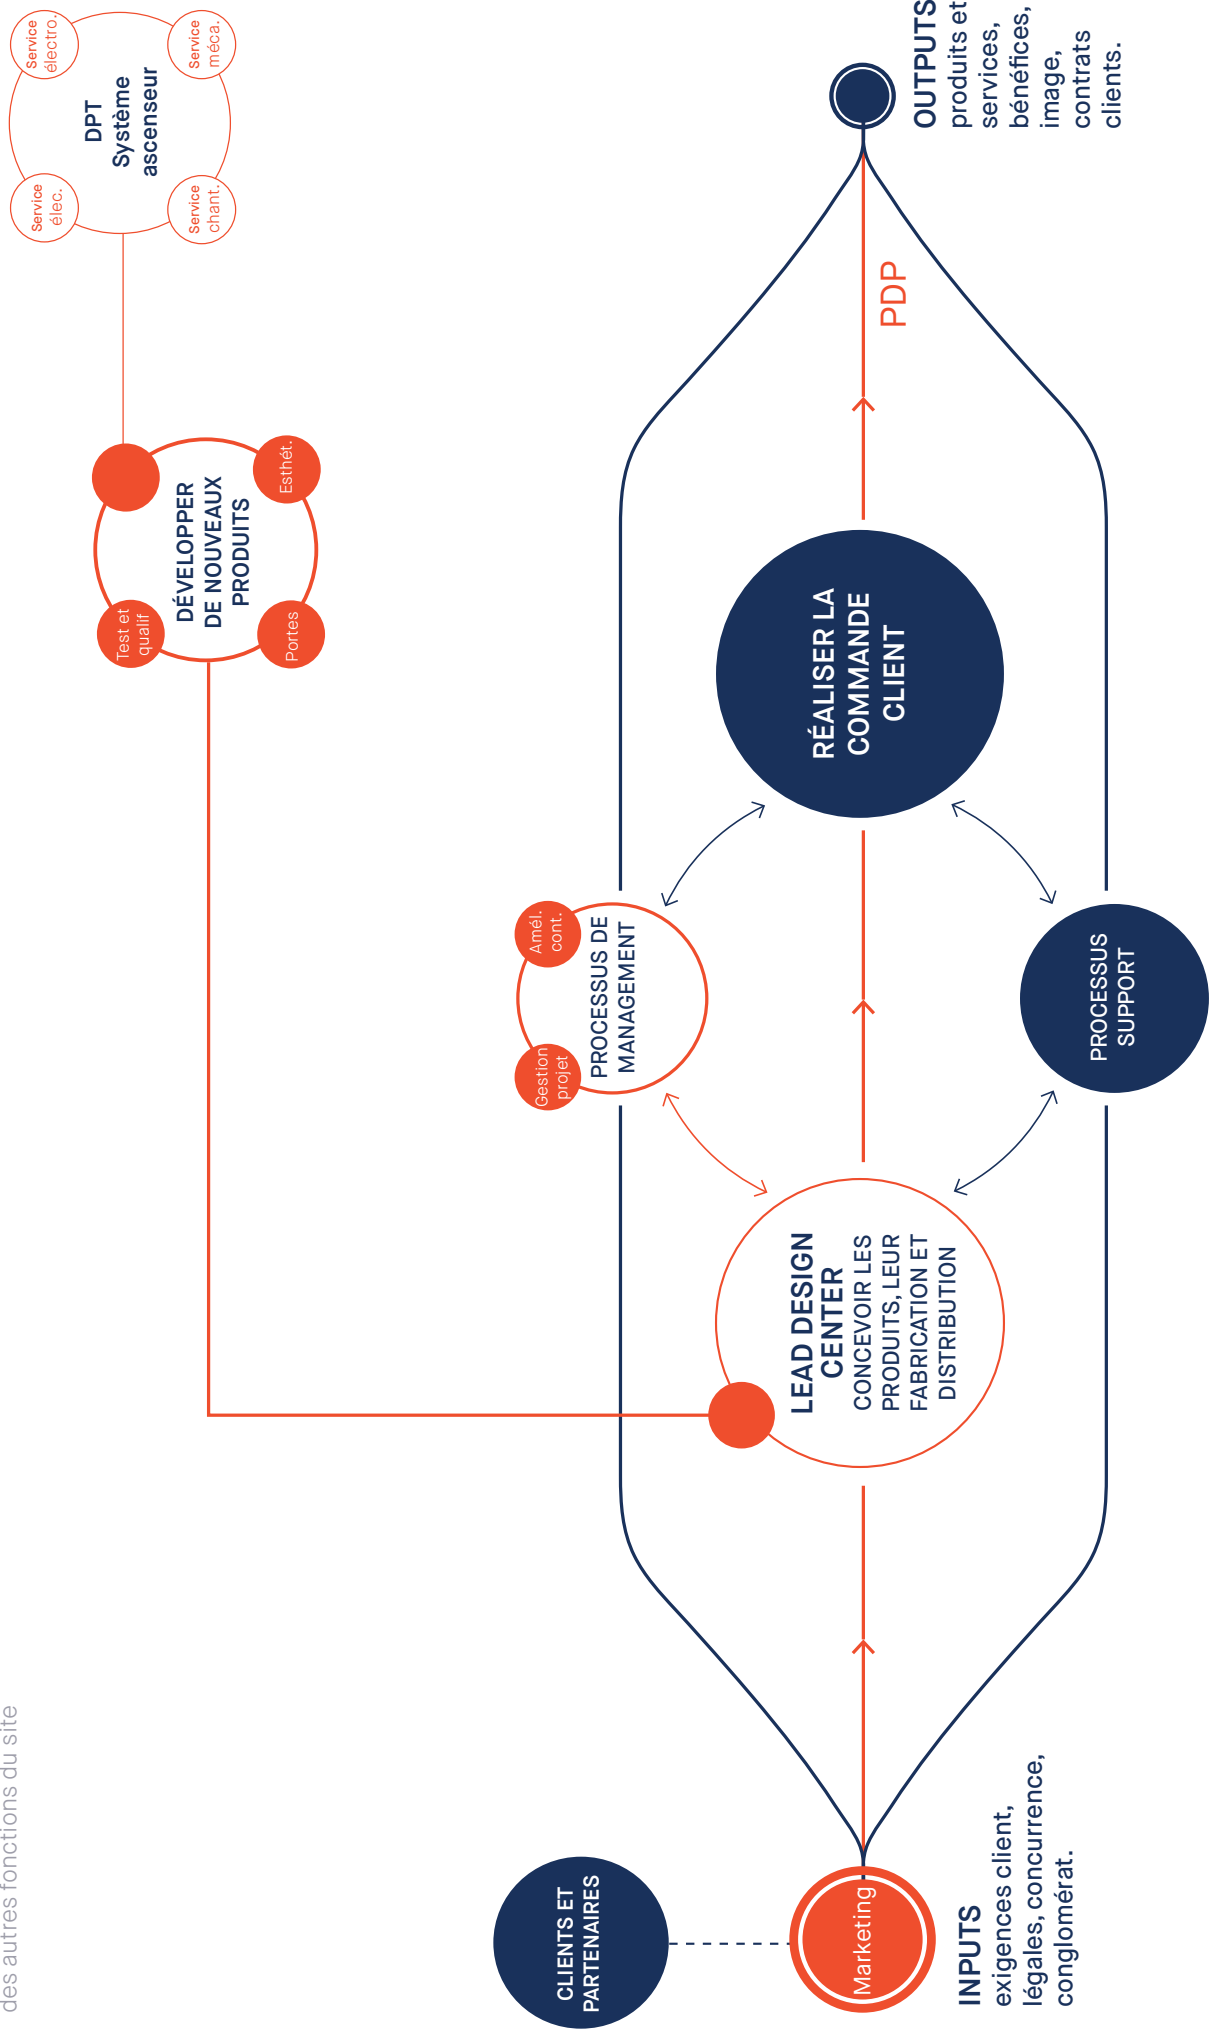 des autres fonctions du site
CLIENTS ET
PARTENAIRES
Marketing
INPUTS
exigences client,
légales, concurrence,
conglomérat.
LEAD DESIGN
CENTER
CONCEVOIR LES
PRODUITS, LEUR
FABRICATION ET
DISTRIBUTION
Gestion
projet
Amél.
cont.
PROCESSUS DE
MANAGEMENT
PROCESSUS
SUPPORT
RÉALISER LA
COMMANDE
CLIENT
Test et
qualif
Portes
Esthét.
DÉVELOPPER
DE NOUVEAUX
PRODUITS
Service
élec.
Service
électro.
Service
chant.
Service
méca.
DPT
Système
ascenseur
PDP
OUTPUTS
produits et
services,
bénéfices,
image,
contrats
clients.